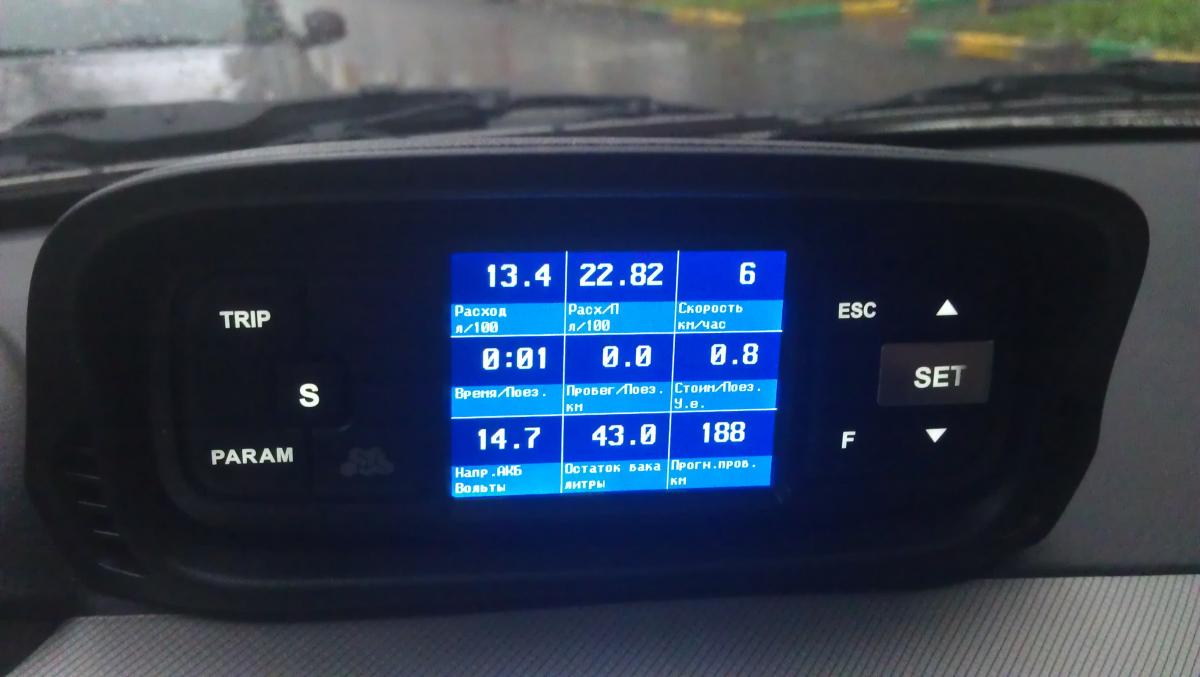 TRIP
S
PARAM
13.4
Расход
л/100
22.82
Расх/П
л/100
6
Скорость
км/час
0:01
Время/Поез.
0.0
Пробег/Поез.
км
0.8
Стоим/Поез.
У.е.
14.7
Напр.АКБ
Вольты
43.0
Остаток бака
литры
188
Прогн.пров.
км
ESC
SET
F